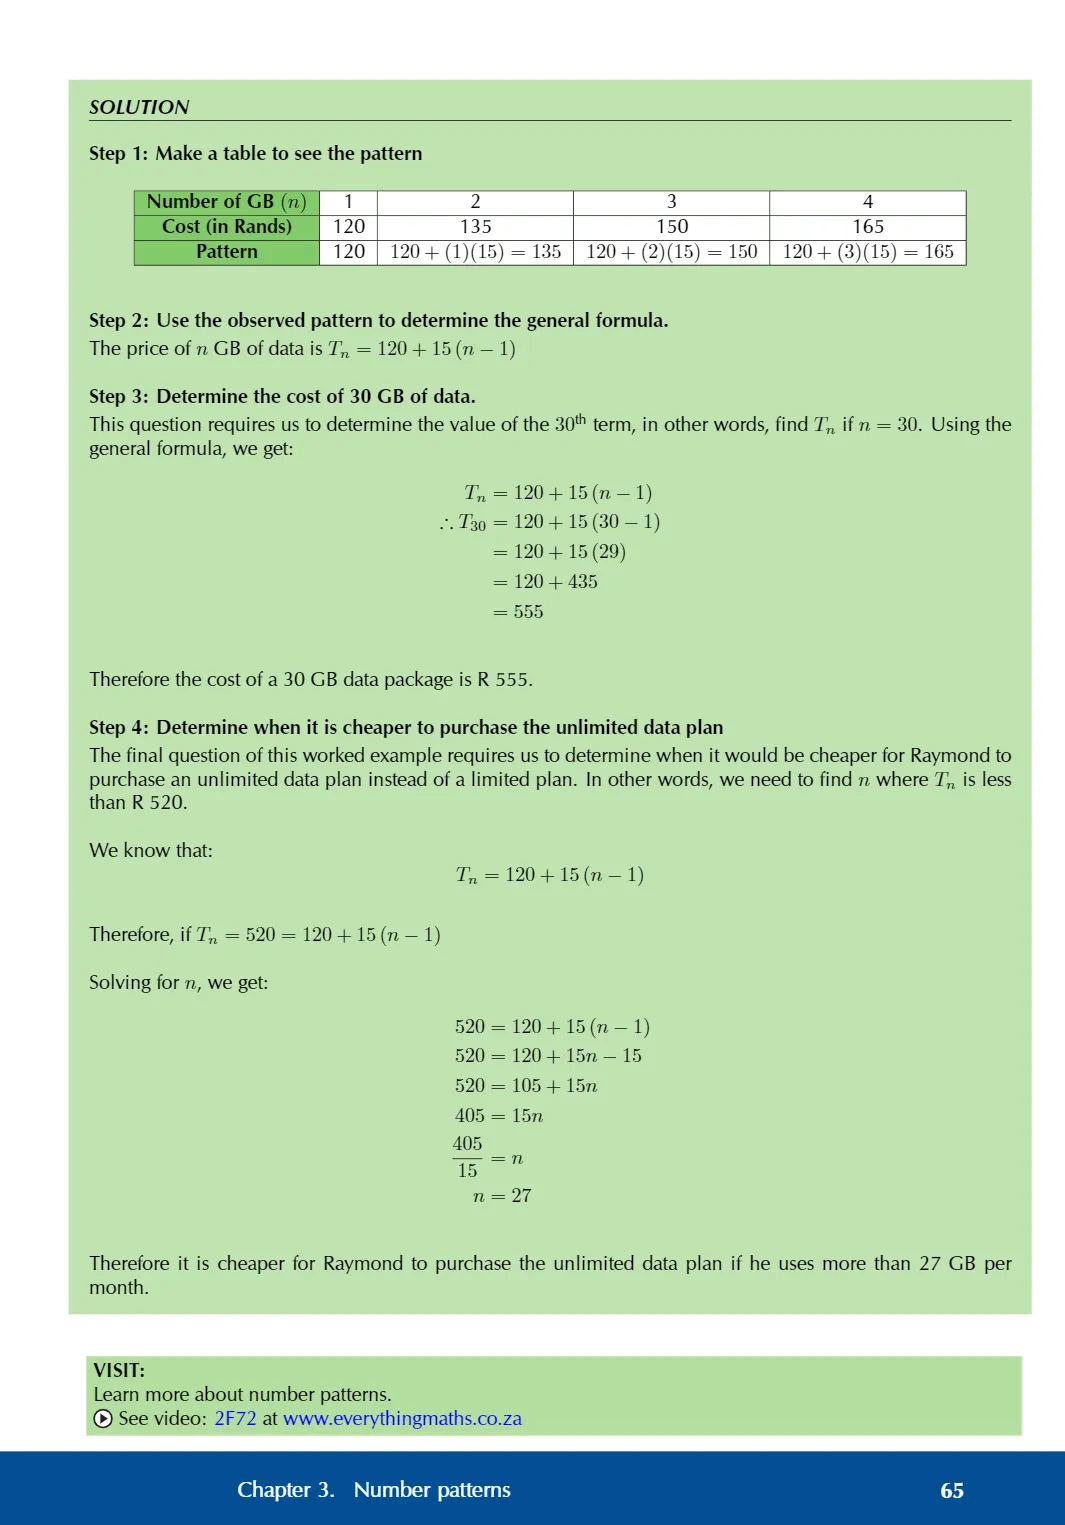 SOLUTION
Step 1: Make a table to see the pattern
Number of GB (n) 1 2 3 4
Cost (in Rands) 120 135 150 165
Pattern 120 120 + (1)(15) = 135 120 + (2)(15) = 150 120 + (3)(15) = 165
Step 2: Use the observed pattern to determine the general formula.
The price of n GB of data is Tₙ = 120 + 15 (n − 1)
Step 3: Determine the cost of 30 GB of data.
This question requires us to determine the value of the 30th term, in other words, find Tₙ if n = 30. Using the
general formula, we get:
Tₙ = 120 + 15 (n − 1)
∴ T₃₀ = 120 + 15 (30 − 1)
= 120 + 15 (29)
= 120 + 435
= 555
Therefore the cost of a 30 GB data package is R 555.
Step 4: Determine when it is cheaper to purchase the unlimited data plan
The final question of this worked example requires us to determine when it would be cheaper for Raymond to
purchase an unlimited data plan instead of a limited plan. In other words, we need to find n where Tₙ is less
than R 520.
We know that:
Tₙ = 120 + 15 (n − 1)
Therefore, if Tₙ = 520 = 120 + 15 (n − 1)
Solving for n, we get:
520 = 120 + 15 (n − 1)
520 = 120 + 15n − 15
520 = 105 + 15n
405 = 15n
405/15 = n
n = 27
Therefore it is cheaper for Raymond to purchase the unlimited data plan if he uses more than 27 GB per
month.
VISIT:
Learn more about number patterns.
See video: 2F72 at www.everythingmaths.co.za
Chapter 3. Number patterns 65